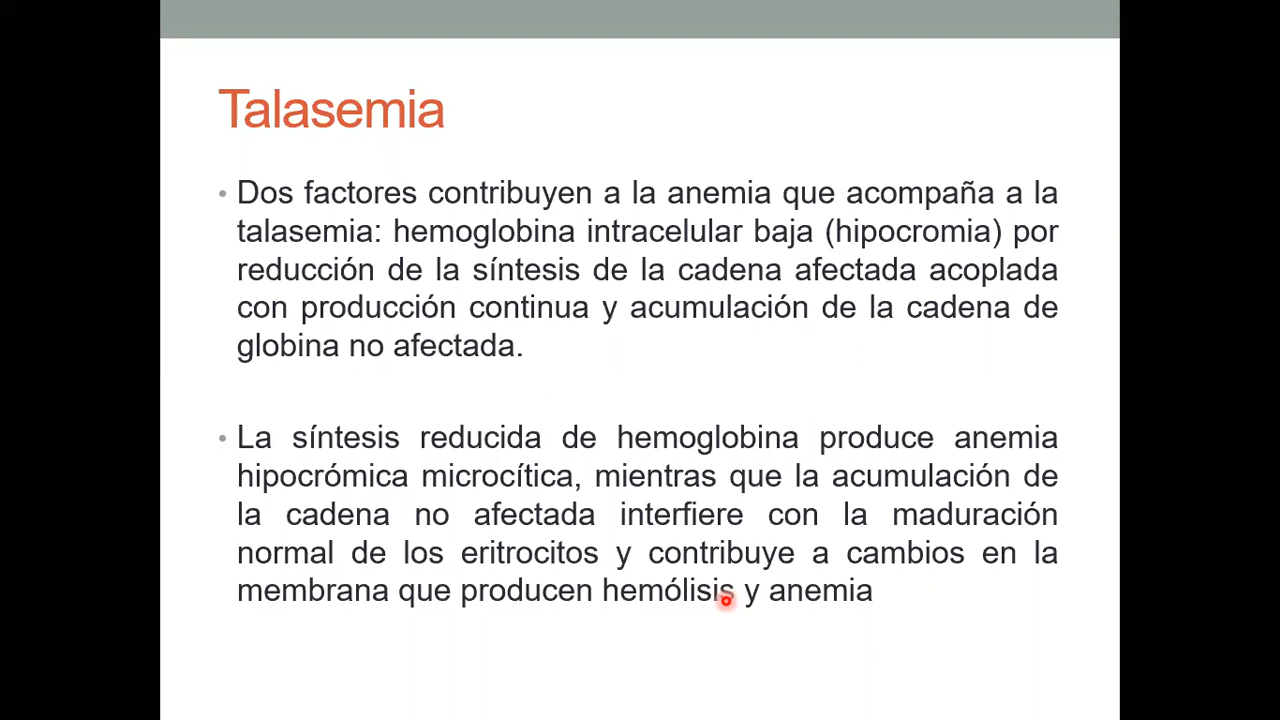 Talasemia
• Dos factores contribuyen a la anemia que acompaña a la
talasemia: hemoglobina intracelular baja (hipocromia) por
reducción de la síntesis de la cadena afectada acoplada
con producción continua y acumulación de la cadena de
globina no afectada.
• La síntesis reducida de hemoglobina produce anemia
hipocrómica microcítica, mientras que la acumulación de
la cadena no afectada interfiere con la maduración
normal de los eritrocitos y contribuye a cambios en la
membrana que producen hemólisis y anemia